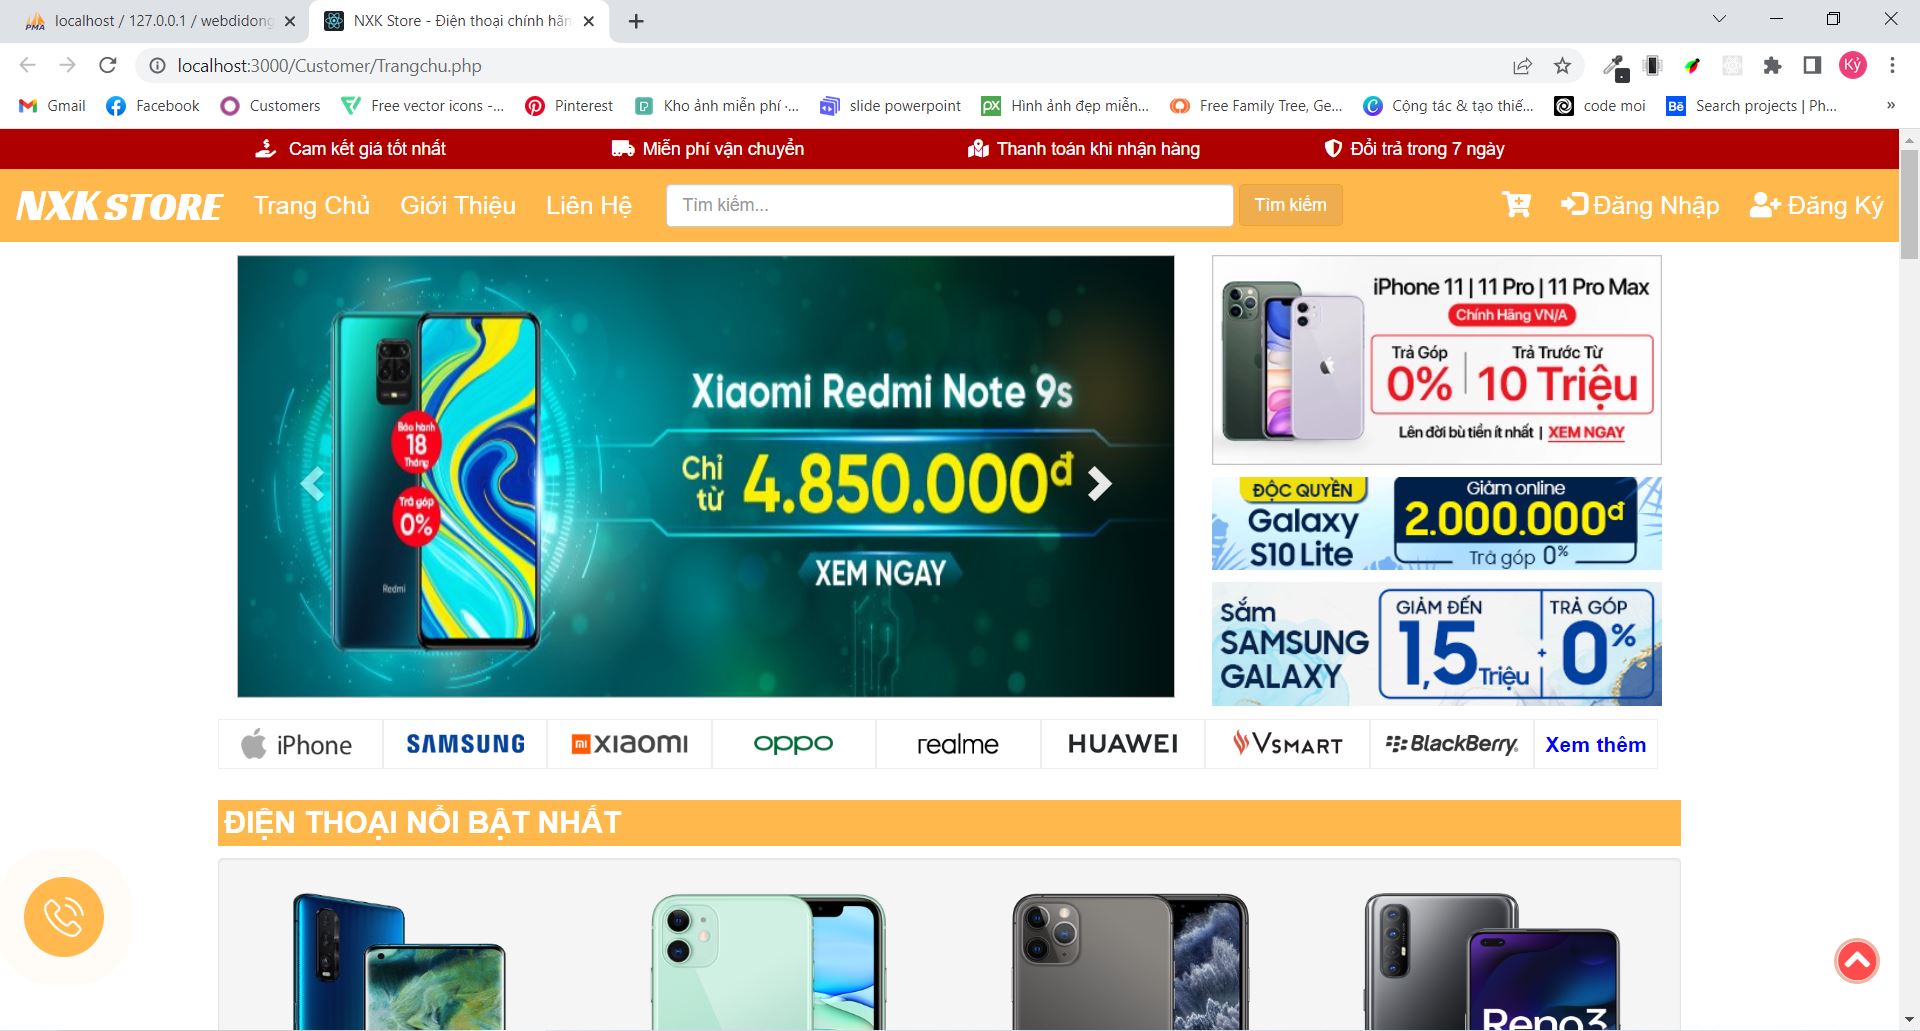 localhost / 127.0.0.1 / webdidong
NXK Store - Điện thoại chính hãn
localhost:3000/Customer/Trangchu.php
Kỷ
Gmail
Facebook
Customers
Free vector icons -...
Pinterest
Kho ảnh miễn phí ·...
slide powerpoint
Hình ảnh đẹp miễn...
Free Family Tree, Ge...
Cộng tác & tạo thiế...
code moi
Search projects | Ph...
»
Cam kết giá tốt nhất
Miễn phí vận chuyển
Thanh toán khi nhận hàng
Đổi trả trong 7 ngày
NXK STORE
Trang Chủ
Giới Thiệu
Liên Hệ
Tìm kiếm...
Tìm kiếm
Đăng Nhập
Đăng Ký
Xiaomi Redmi Note 9s
Chỉ từ 4.850.000đ
XEM NGAY
Bảo hành
18
Tháng
Trả góp
0%
Redmi
iPhone 11 | 11 Pro | 11 Pro Max
Chính Hãng VN/A
Trả Góp
0%
Trả Trước Từ
10 Triệu
Lên đời bù tiền ít nhất | XEM NGAY
ĐỘC QUYỀN
Galaxy
S10 Lite
Giảm online
2.000.000đ
Trả góp 0%
Sắm
SAMSUNG
GALAXY
GIẢM ĐẾN
1,5 Triệu
+
TRẢ GÓP
0%
iPhone
SAMSUNG
mi xiaomi
oppo
realme
HUAWEI
VSMART
BlackBerry
Xem thêm
ĐIỆN THOẠI NỔI BẬT NHẤT
Reno3